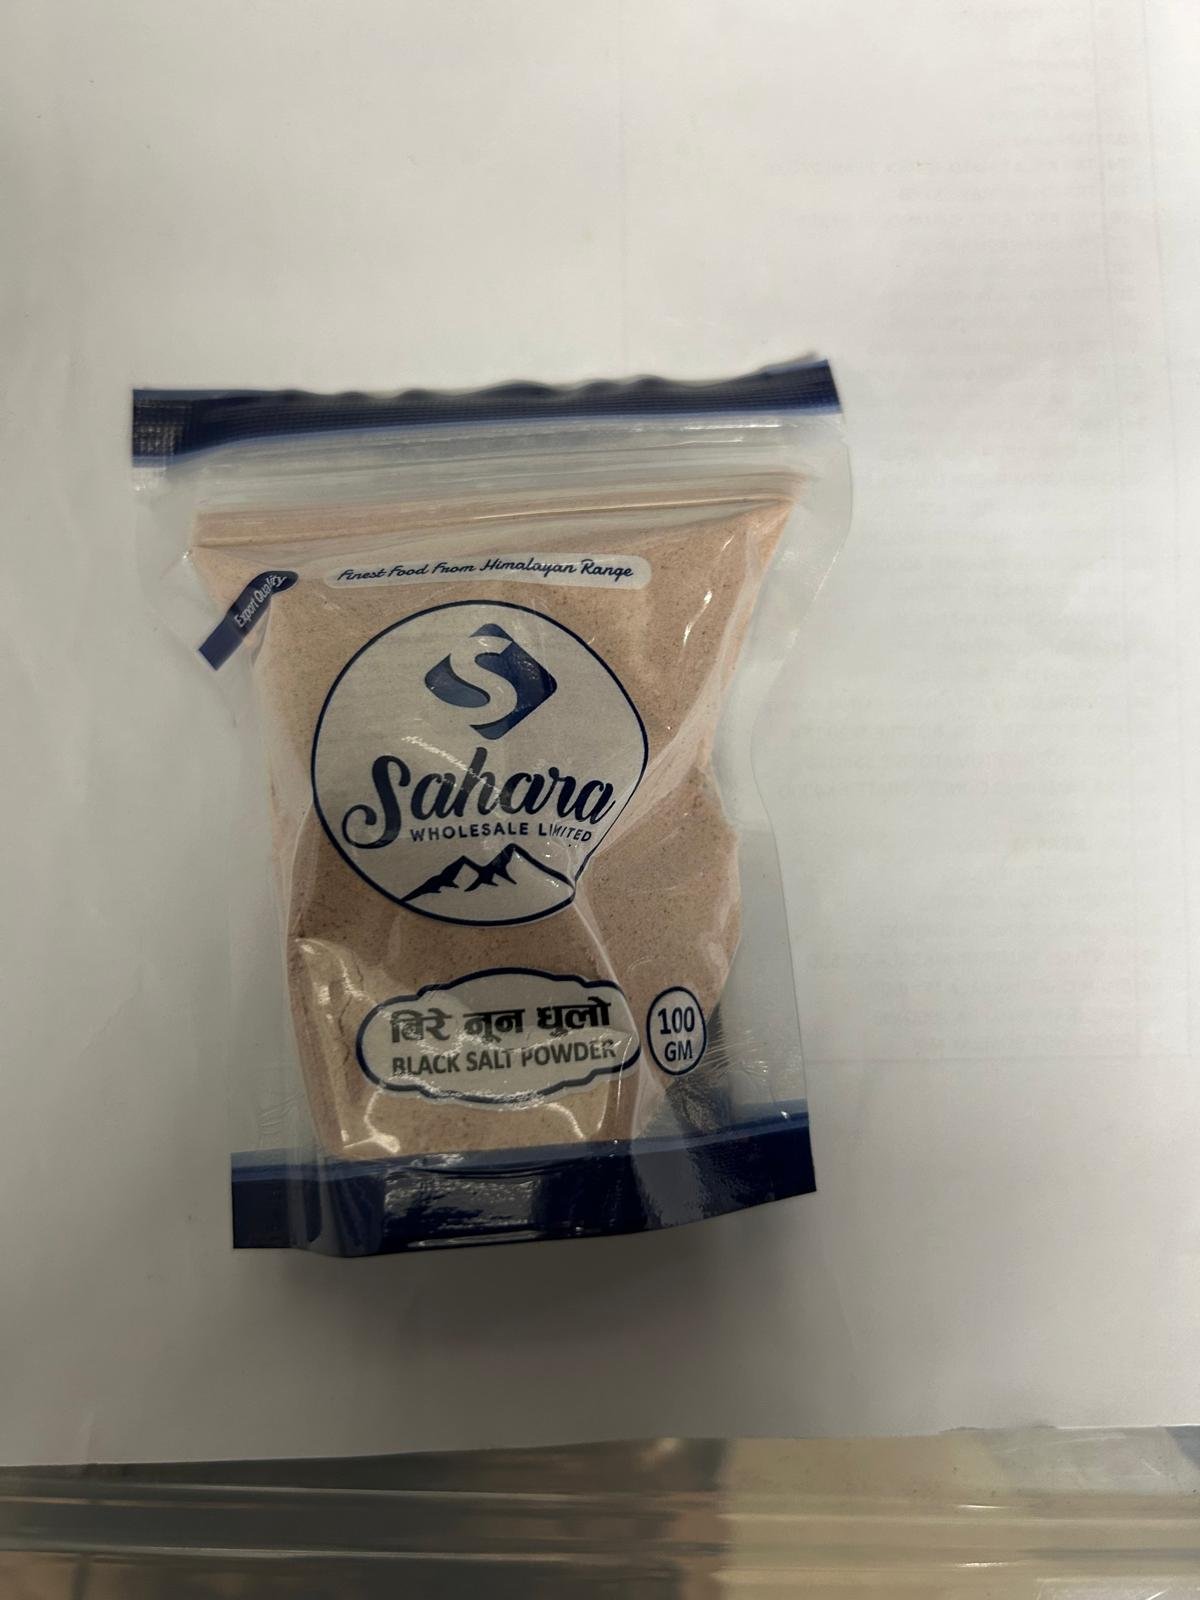 Finest Food From Himalayan Range
Export Quality
S
Sahara
WHOLESALE LIMITED
बिरे नून धुलो
BLACK SALT POWDER
100
GM